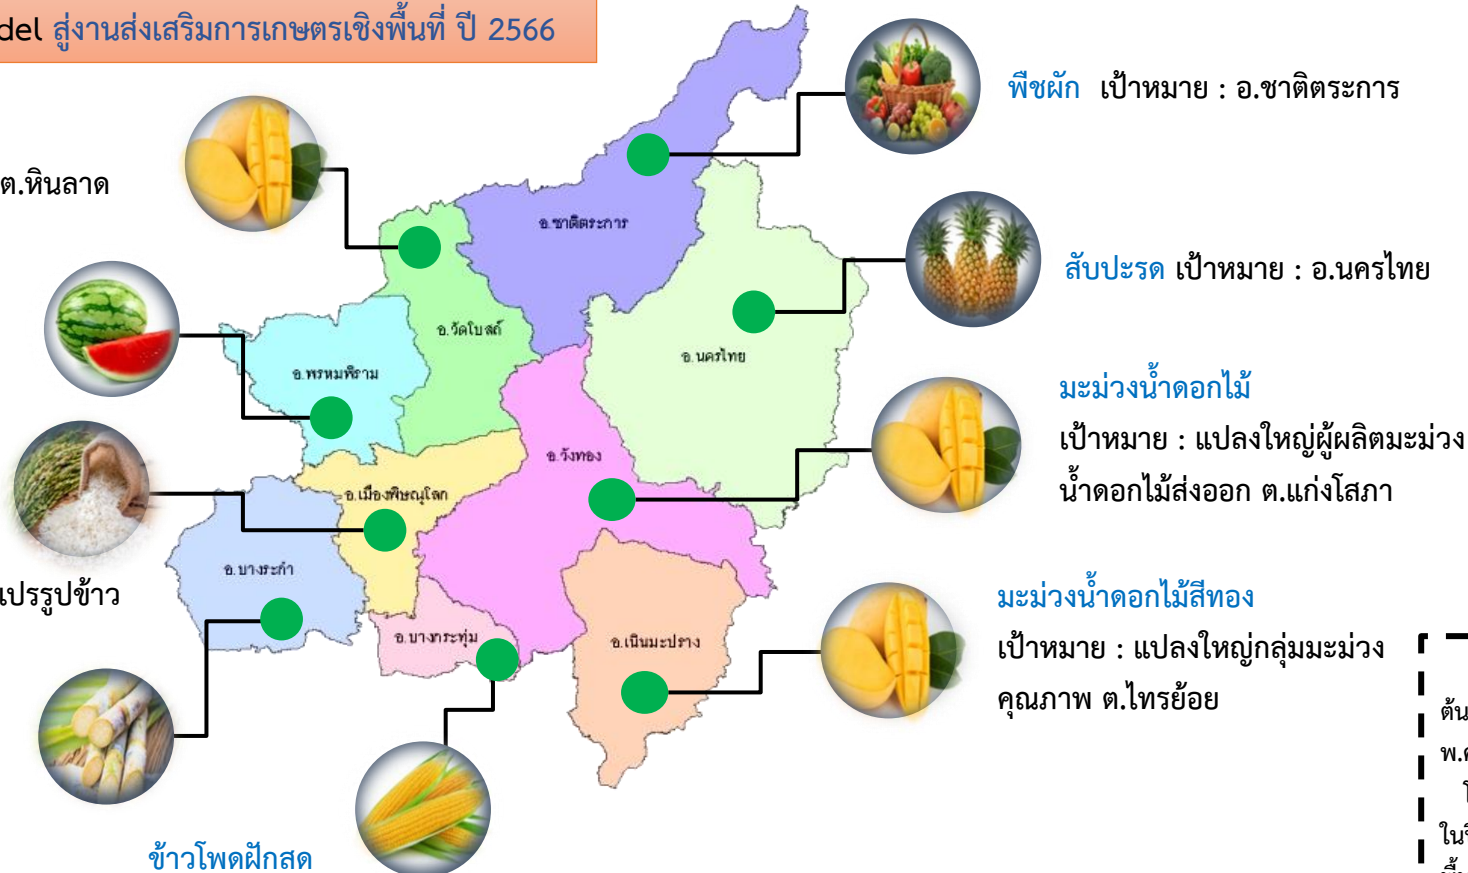 del สู่งานส่งเสริมการเกษตรเชิงพื้นที่ ปี 2566
พืชผัก เป้าหมาย : อ.ชาติตระการ
ต.หินลาด
อ.ชาติตระการ
สับปะรด เป้าหมาย : อ.นครไทย
อ.วัดโบสถ์
อ.นครไทย
อ.พรหมพิราม
มะม่วงน้ำดอกไม้
เป้าหมาย : แปลงใหญ่ผู้ผลิตมะม่วง
น้ำดอกไม้ส่งออก ต.แก่งโสภา
อ.วังทอง
อ.เมืองพิษณุโลก
อ.บางระกำ
แปรรูปข้าว
อ.บางกระทุ่ม
อ.เนินมะปราง
มะม่วงน้ำดอกไม้สีทอง
เป้าหมาย : แปลงใหญ่กลุ่มมะม่วง
คุณภาพ ต.ไทรย้อย
ต้น
พ.ศ
ข้าวโพดฝักสด